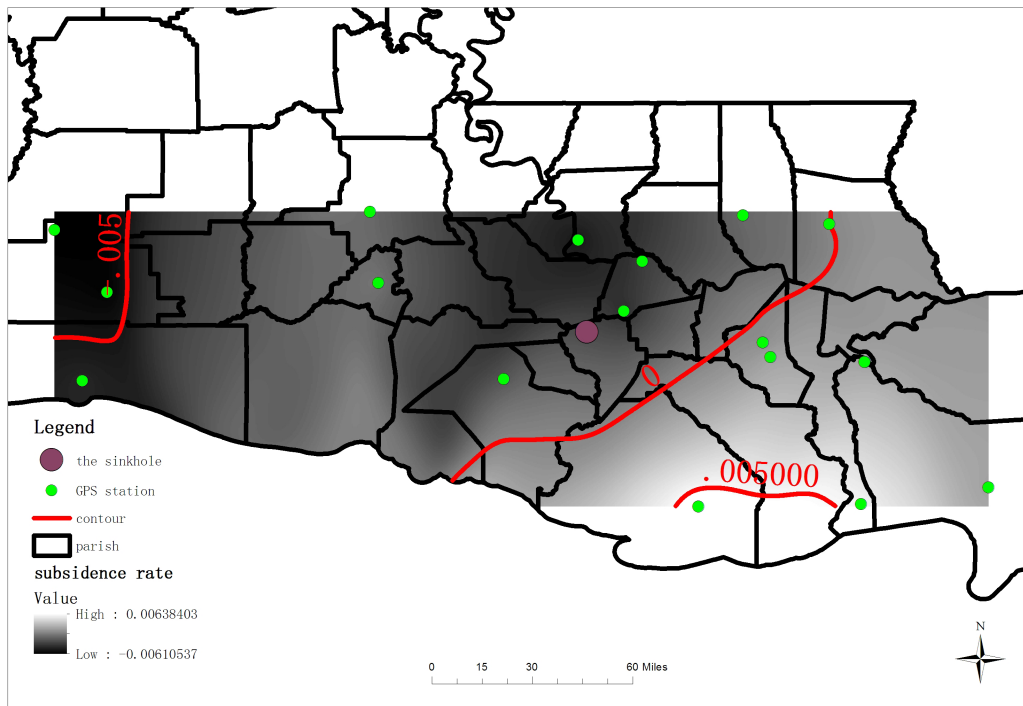 -.005
0
.005000
Legend
the sinkhole
GPS station
contour
parish
subsidence rate
Value
High : 0.00638403
Low : -0.00610537
N
0 15 30 60 Miles